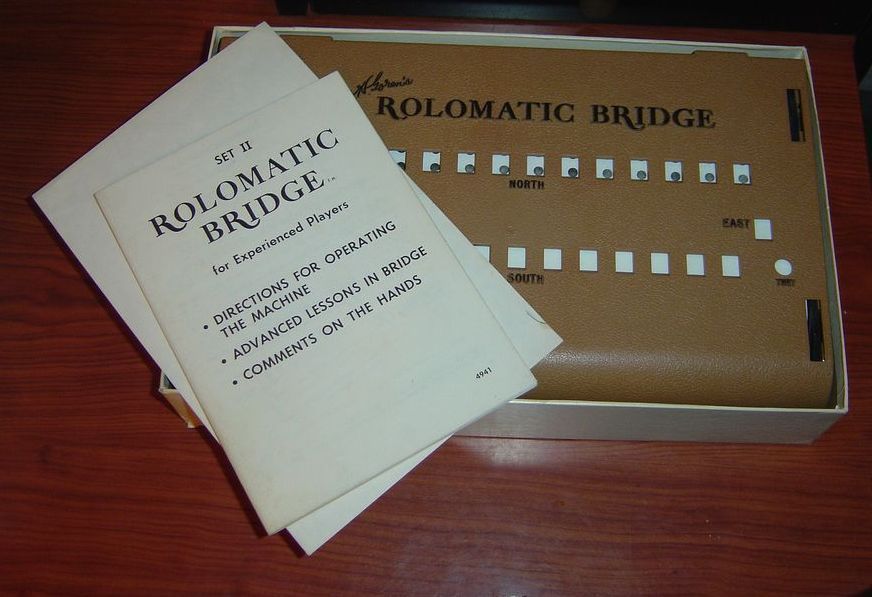 SET II
ROLOMATIC
BRIDGE TM
for Experienced Players
• DIRECTIONS FOR OPERATING
THE MACHINE
• ADVANCED LESSONS IN BRIDGE
• COMMENTS ON THE HANDS
4941
Goren's
ROLOMATIC BRIDGE
NORTH
EAST
SOUTH